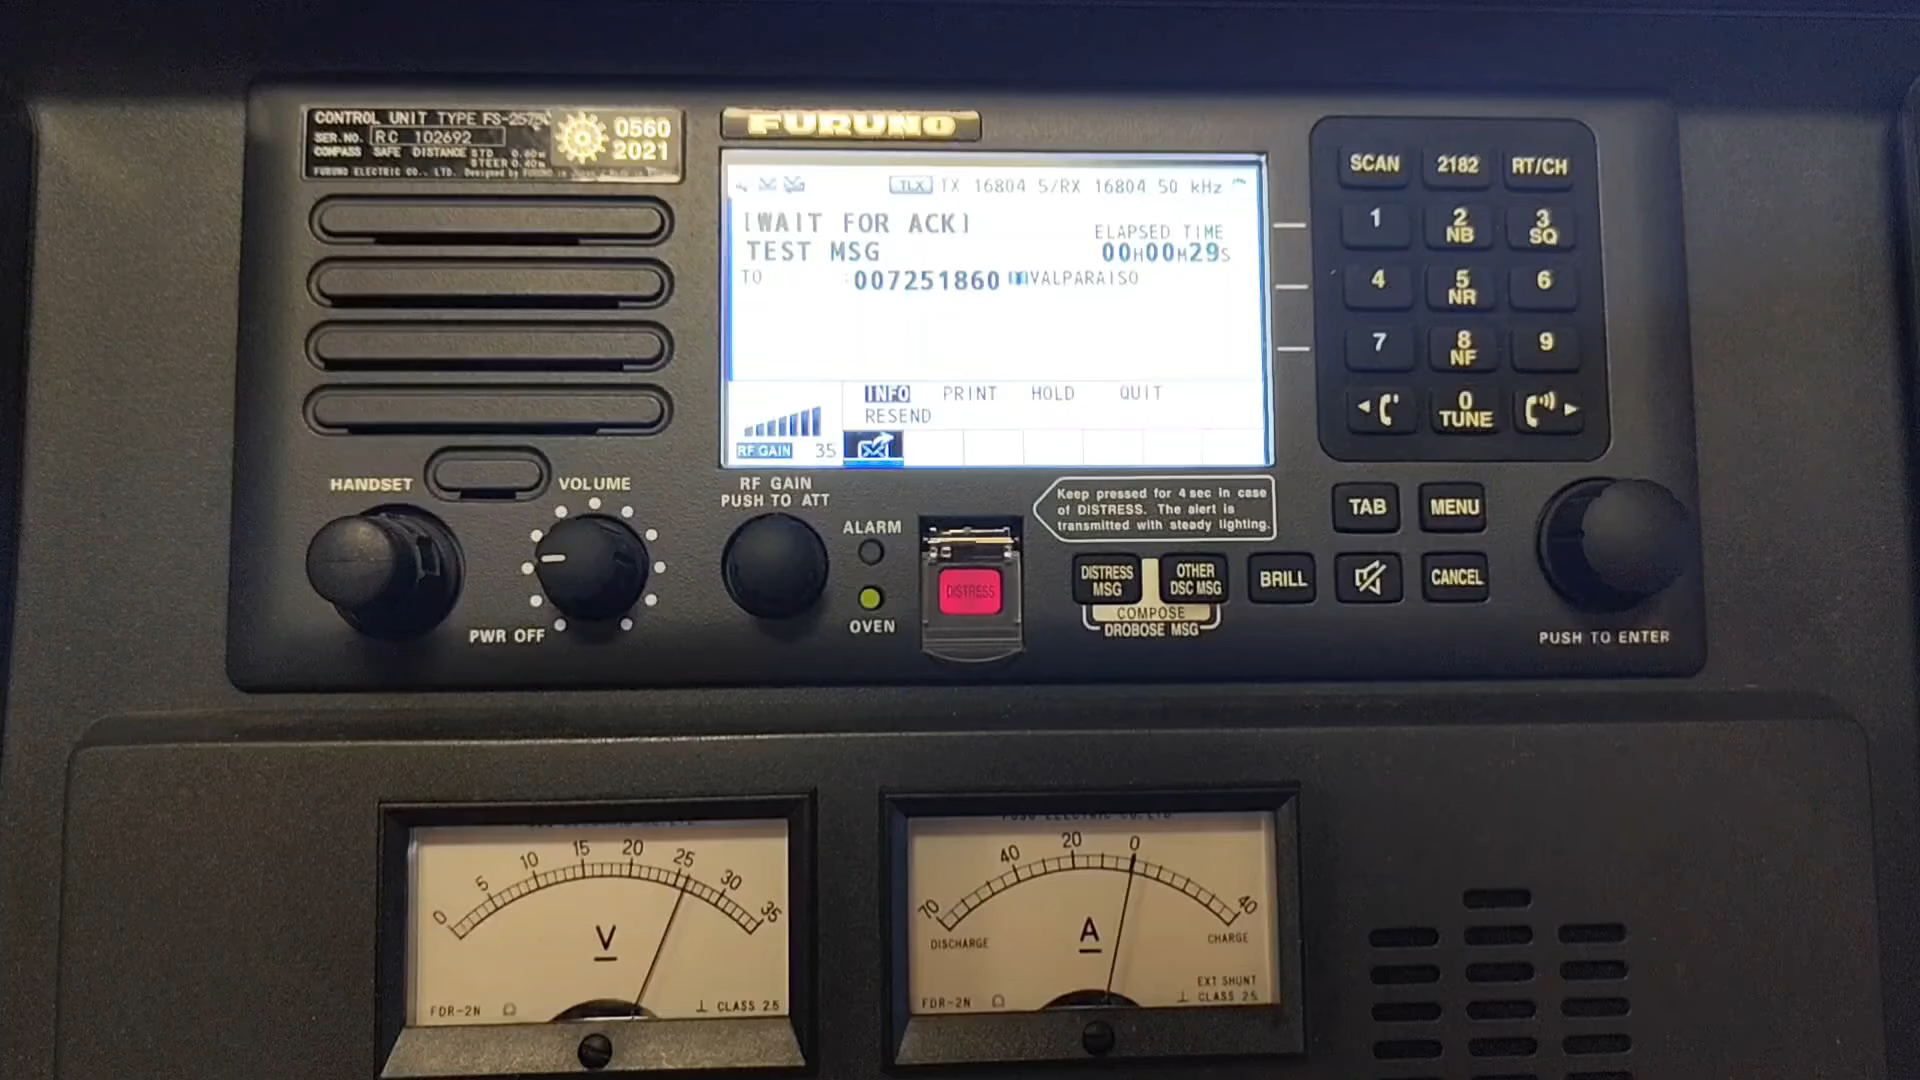 CONTROL UNIT TYPE FS-2575C
SER.NO. RC 102692
COMPASS SAFE DISTANCE STD 0.60m
STEER 0.40m
FURUNO ELECTRIC CO., LTD.
0560
2021
FURUNO
TLX TX 16804 5/RX 16804 50 kHz
[WAIT FOR ACK]
TEST MSG
ELAPSED TIME
00H00M29S
TO :007251860 VALPARAISO
INFO PRINT HOLD QUIT
RESEND
RF GAIN 35
SCAN 2182 RT/CH
1 2 NB 3 SQ
4 5 NR 6
7 8 NF 9
0 TUNE
HANDSET
VOLUME
PWR OFF
RF GAIN
PUSH TO ATT
ALARM
OVEN
DISTRESS
Keep pressed for 4 sec in case
of DISTRESS. The alert is
transmitted with steady lighting.
DISTRESS MSG
OTHER DSC MSG
COMPOSE
DROBOSE MSG
BRILL
TAB
MENU
CANCEL
PUSH TO ENTER
0 5 10 15 20 25 30 35
V
FDR-2N
CLASS 2.5
70 40 20 0 40
DISCHARGE
A
CHARGE
FDR-2N
EXT SHUNT
CLASS 2.5